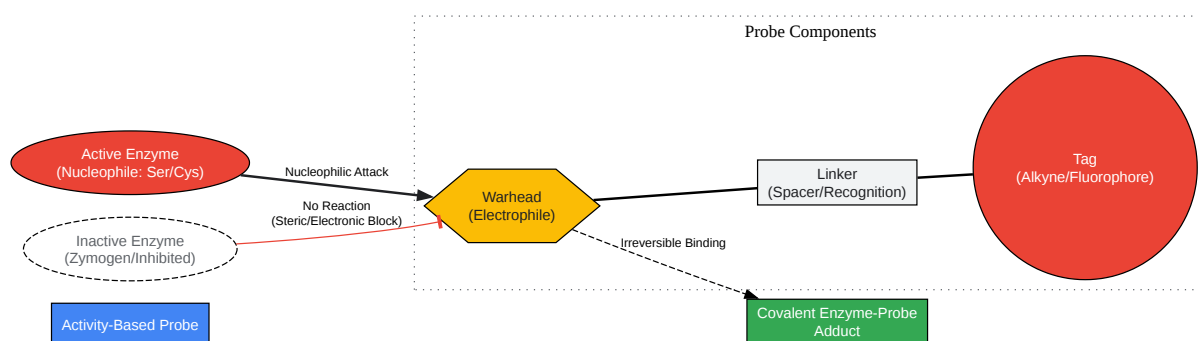 Probe Components
Active Enzyme
(Nucleophile: Ser/Cys)
Nucleophilic Attack
No Reaction
(Steric/Electronic Block)
Inactive Enzyme
(Zymogen/Inhibited)
Warhead
(Electrophile)
Linker
(Spacer/Recognition)
Tag
(Alkyne/Fluorophore)
Irreversible Binding
Activity-Based Probe
Covalent Enzyme-Probe
Adduct